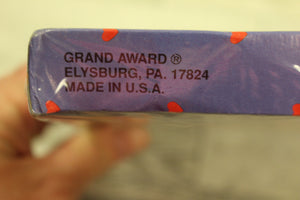 GRAND AWARD ®
ELYSBURG, PA. 17824
MADE IN U.S.A.